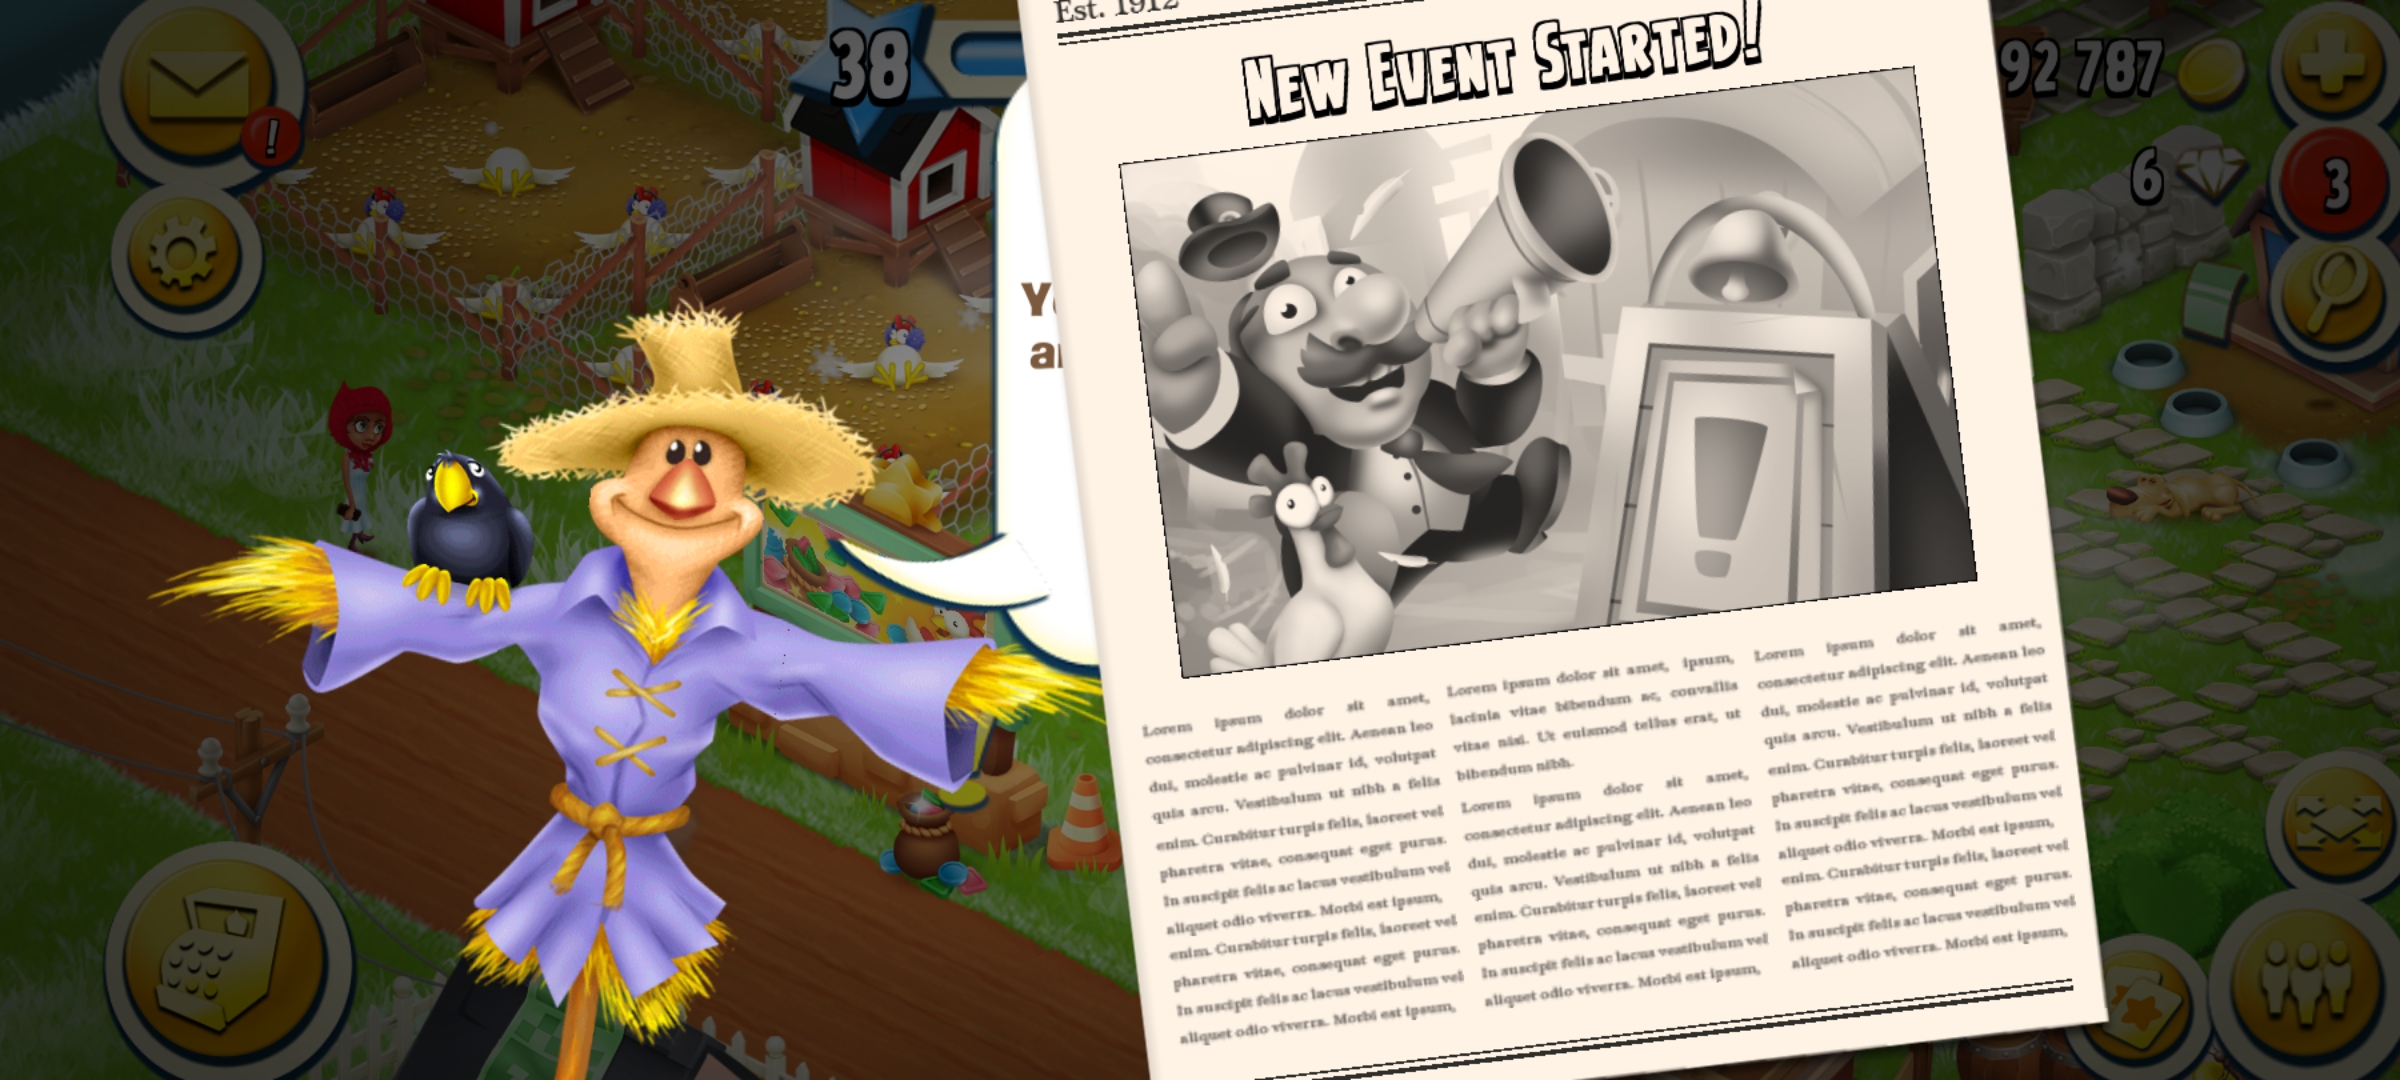 Est. 1912
New Event Started!
38
92 787
6
3
!
Lorem ipsum dolor sit amet,
consectetur adipiscing elit. Aenean leo
dui, molestie ac pulvinar id, volutpat
quis arcu. Vestibulum ut nibh a felis
enim. Curabitur turpis felis, laoreet vel
pharetra vitae, consequat eget purus.
In suscipit felis ac lacus vestibulum vel
aliquet odio viverra. Morbi est ipsum,
enim. Curabitur turpis felis, laoreet vel
pharetra vitae, consequat eget purus.
In suscipit felis ac lacus vestibulum vel
aliquet odio viverra. Morbi est ipsum,
Lorem ipsum dolor sit amet, ipsum,
lacinia vitae bibendum ac, convallis
vitae nisi. Ut euismod tellus erat, ut
bibendum nibh.
Lorem ipsum dolor sit amet,
consectetur adipiscing elit. Aenean leo
dui, molestie ac pulvinar id, volutpat
quis arcu. Vestibulum ut nibh a felis
enim. Curabitur turpis felis, laoreet vel
pharetra vitae, consequat eget purus.
In suscipit felis ac lacus vestibulum vel
aliquet odio viverra. Morbi est ipsum,
Lorem ipsum dolor sit amet,
consectetur adipiscing elit. Aenean leo
dui, molestie ac pulvinar id, volutpat
quis arcu. Vestibulum ut nibh a felis
enim. Curabitur turpis felis, laoreet vel
pharetra vitae, consequat eget purus.
In suscipit felis ac lacus vestibulum vel
aliquet odio viverra. Morbi est ipsum,
enim. Curabitur turpis felis, laoreet vel
pharetra vitae, consequat eget purus.
In suscipit felis ac lacus vestibulum vel
aliquet odio viverra. Morbi est ipsum,